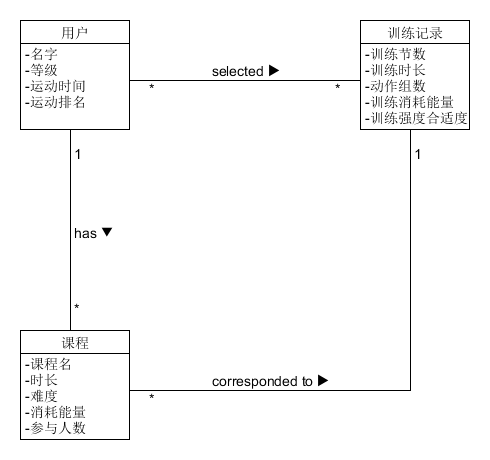 用户
-名字
-等级
-运动时间
-运动排名
selected ▶
*
*
训练记录
-训练节数
-训练时长
-动作组数
-训练消耗能量
-训练强度合适度
1
1
has ▼
*
课程
-课程名
-时长
-难度
-消耗能量
-参与人数
corresponded to ▶
*